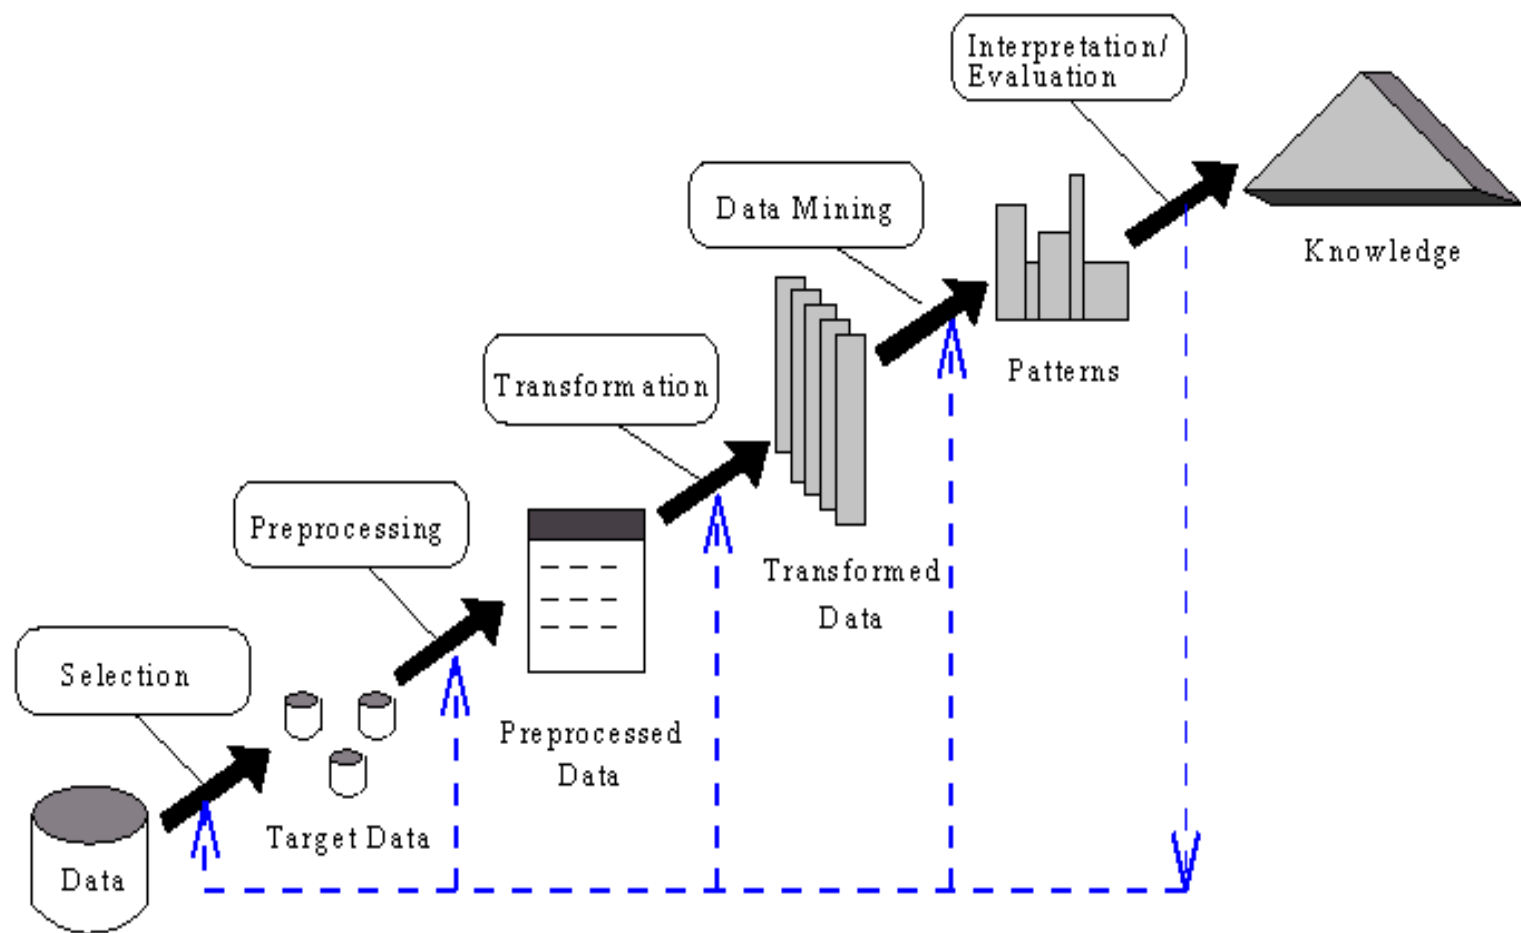 Interpretation/
Evaluation
Knowledge
Data Mining
Patterns
Transformation
Transformed
Data
Preprocessing
Preprocessed
Data
Selection
Target Data
Data